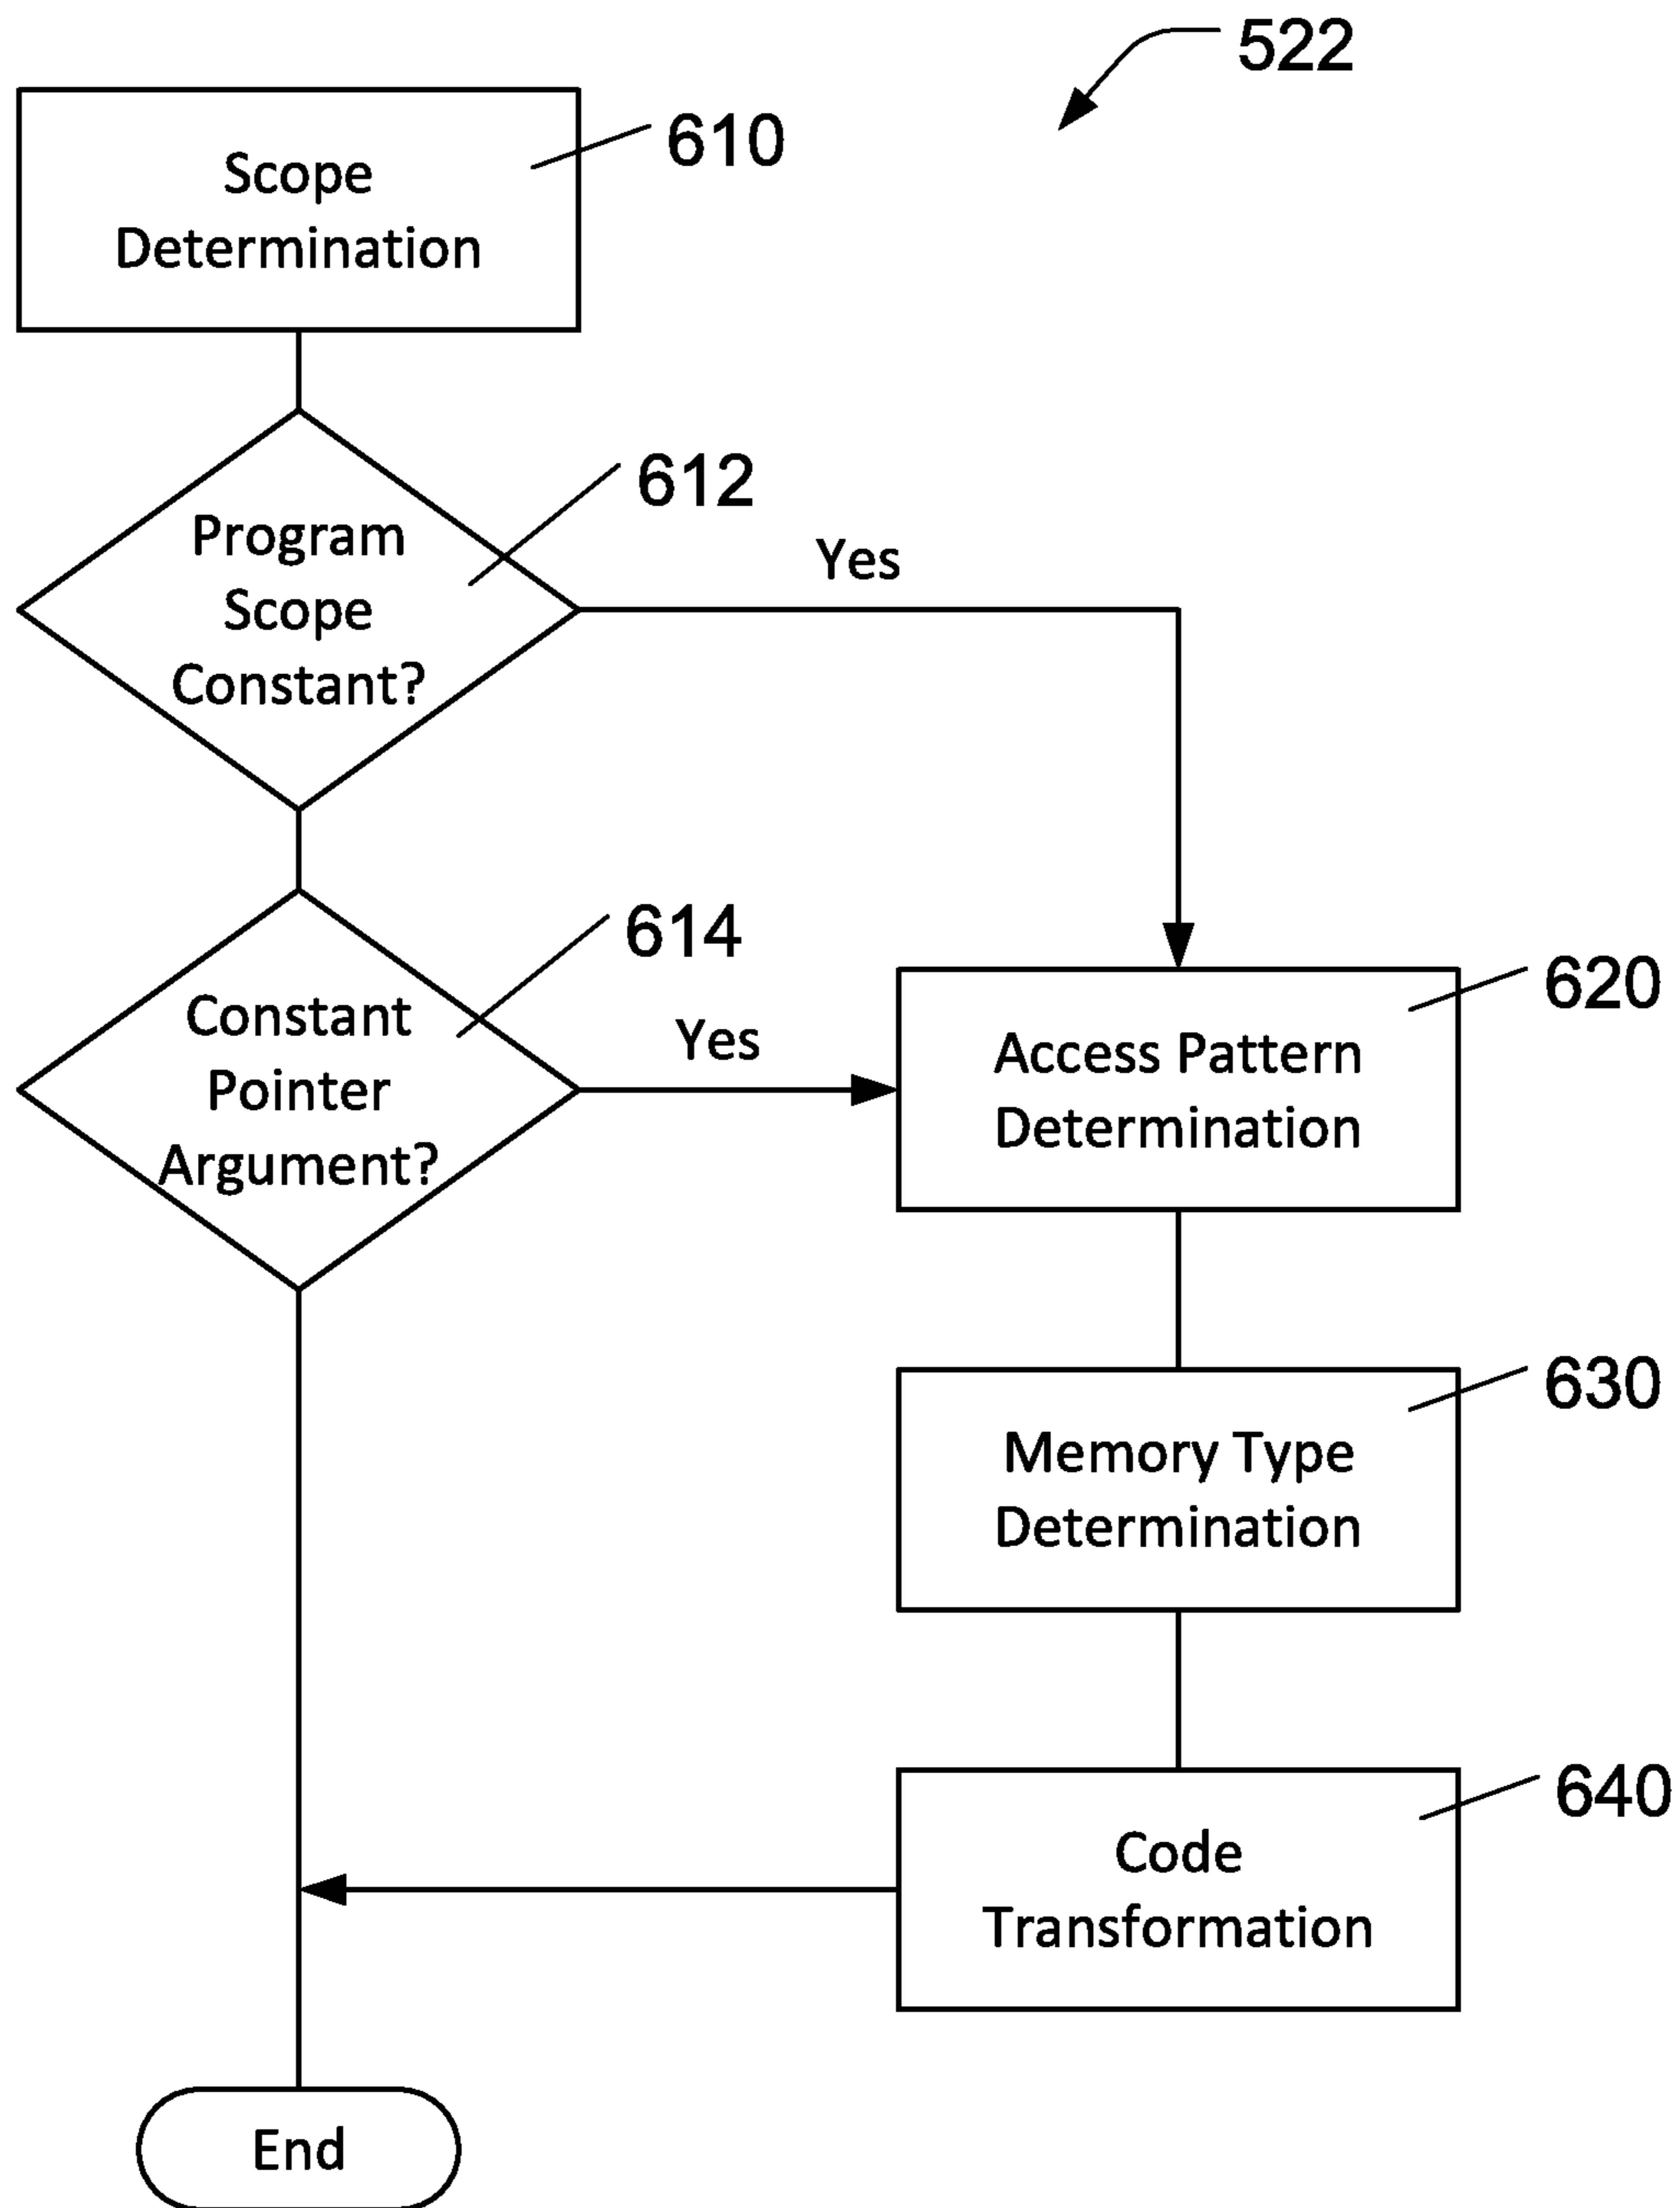 522
Scope
Determination
610
Program
Scope
Constant?
612
Yes
Constant
Pointer
Argument?
614
Yes
Access Pattern
Determination
620
Memory Type
Determination
630
Code
Transformation
640
End